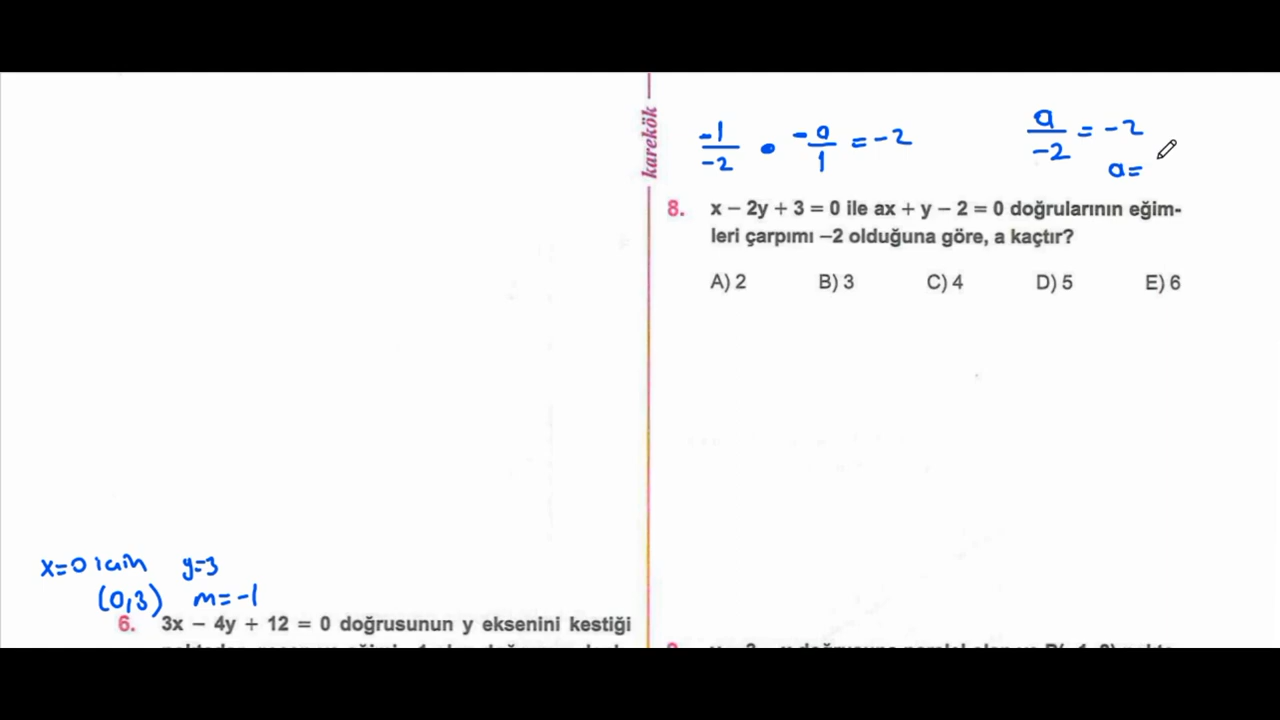 x=0 için y=3
(0,3) m=-1
6. 3x − 4y + 12 = 0 doğrusunun y eksenini kestiği
karekök
-1/-2 • -a/1 = -2
a/-2 = -2
a=
8. x − 2y + 3 = 0 ile ax + y − 2 = 0 doğrularının eğim-
leri çarpımı −2 olduğuna göre, a kaçtır?
A) 2 B) 3 C) 4 D) 5 E) 6